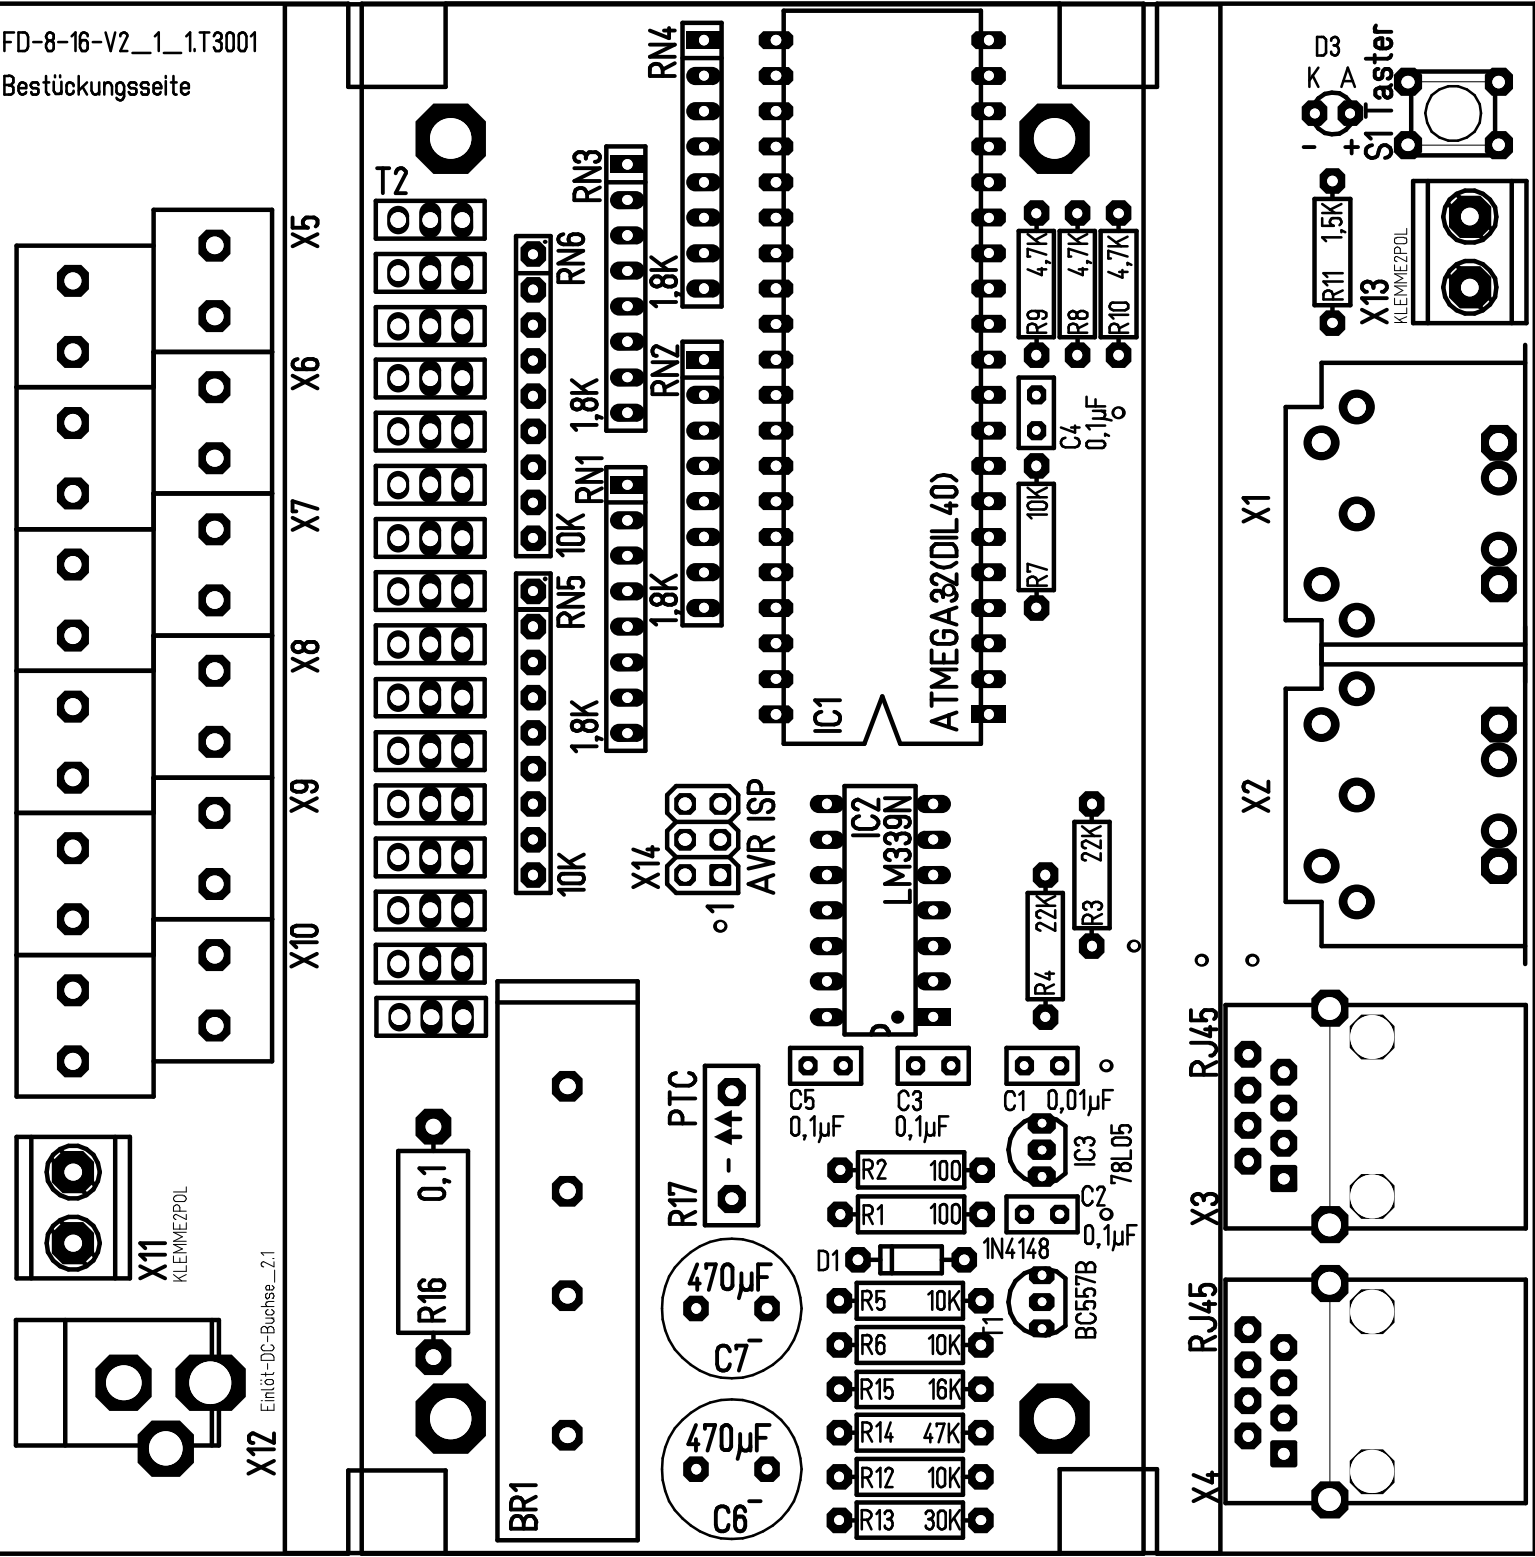 FD-8-16-V2_1_1.T3001
Bestückungsseite
RN4
D3
K A
- +
S1 Taster
RN3
T2
X5
RN6
1,8K
R9 4,7K
R8 4,7K
R10 4,7K
R11 1,5K
X13
KLEMME2POL
X6
RN2
1,8K
C4
0,1µF
RN1
X7
10K
R7 10K
X1
ATMEGA32(DIL40)
RN5
1,8K
X8
1,8K
IC1
X9
X14
AVR ISP
1
IC2
LM339N
R3 22K
R4 22K
X2
10K
X10
PTC
R17 -
C5
0,1µF
C3
0,1µF
C1
0,01µF
RJ45
X3
IC3
78L05
R2 100
R1 100
C2
0,1µF
R16 0,1
X11
KLEMME2POL
D1
1N4148
470µF
C7 -
R5 10K
R6 10K
T1
BC557B
RJ45
X4
R15 16K
R14 47K
R12 10K
R13 30K
470µF
C6 -
BR1
X12
Einlöt-DC-Buchse_2.1